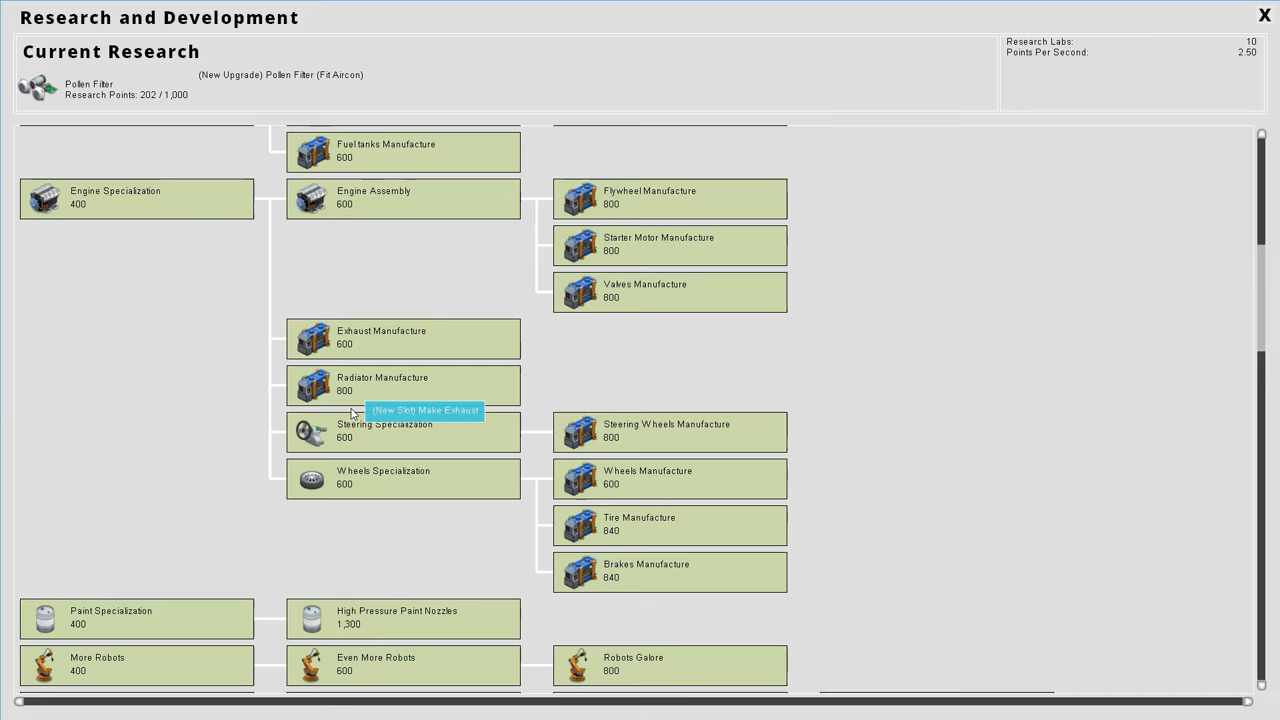 Research and Development
X
Current Research
Research Labs: 10
Points Per Second: 2.50
(New Upgrade) Pollen Filter (Fit Aircon)
Pollen Filter
Research Points: 202 / 1,000
Fuel tanks Manufacture
600
Engine Specialization
400
Engine Assembly
600
Flywheel Manufacture
800
Starter Motor Manufacture
800
Valves Manufacture
800
Exhaust Manufacture
600
Radiator Manufacture
800
(New Slot) Make Exhaust
Steering Specialization
600
Steering Wheels Manufacture
800
Wheels Specialization
600
Wheels Manufacture
600
Tire Manufacture
840
Brakes Manufacture
840
Paint Specialization
400
High Pressure Paint Nozzles
1,300
More Robots
400
Even More Robots
600
Robots Galore
800